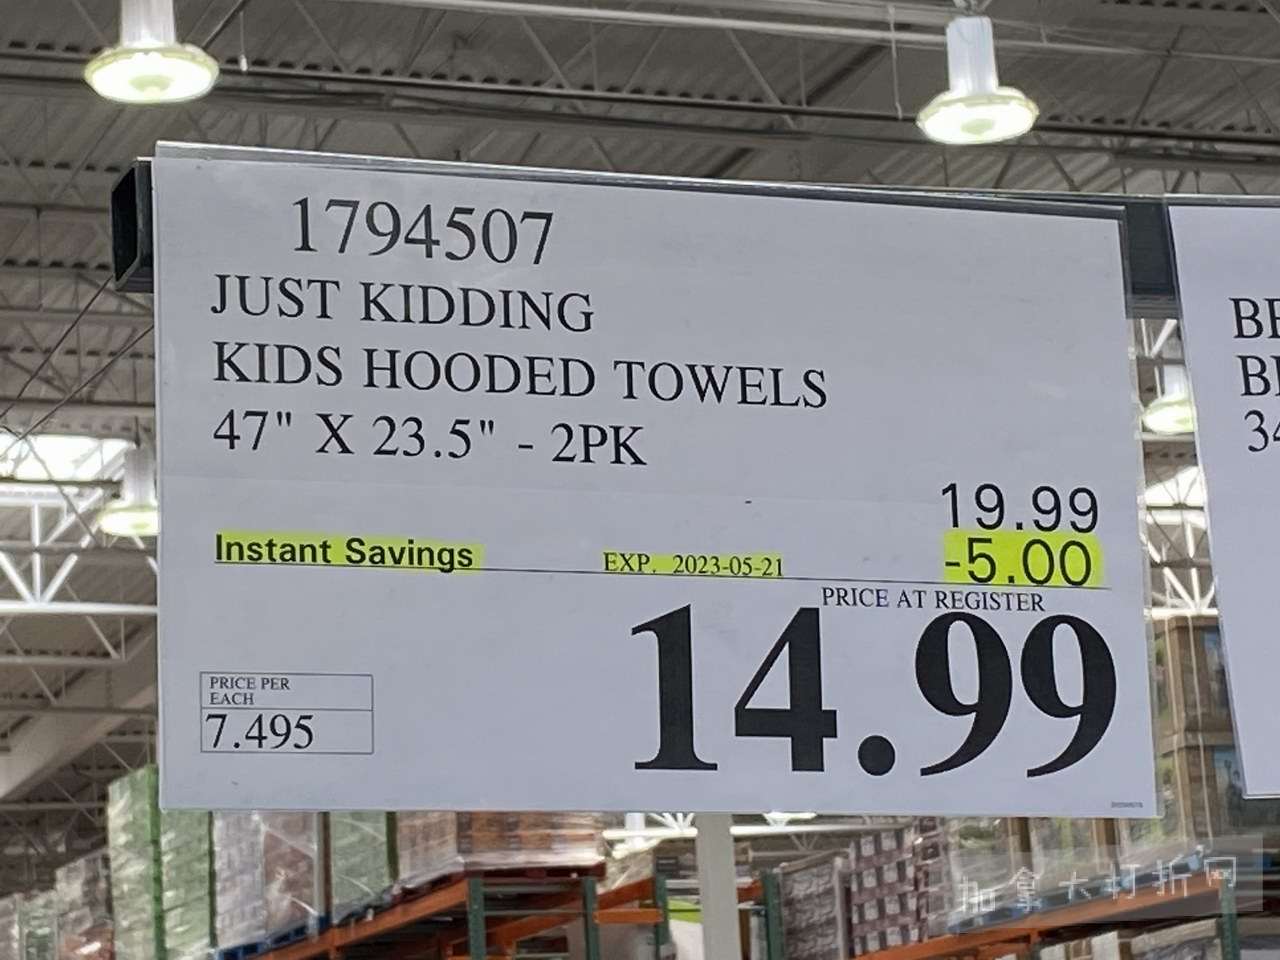 1794507
JUST KIDDING
KIDS HOODED TOWELS
47" X 23.5" - 2PK
19.99
Instant Savings EXP. 2023-05-21 -5.00
PRICE AT REGISTER
14.99
PRICE PER
EACH
7.495
加拿大打折网